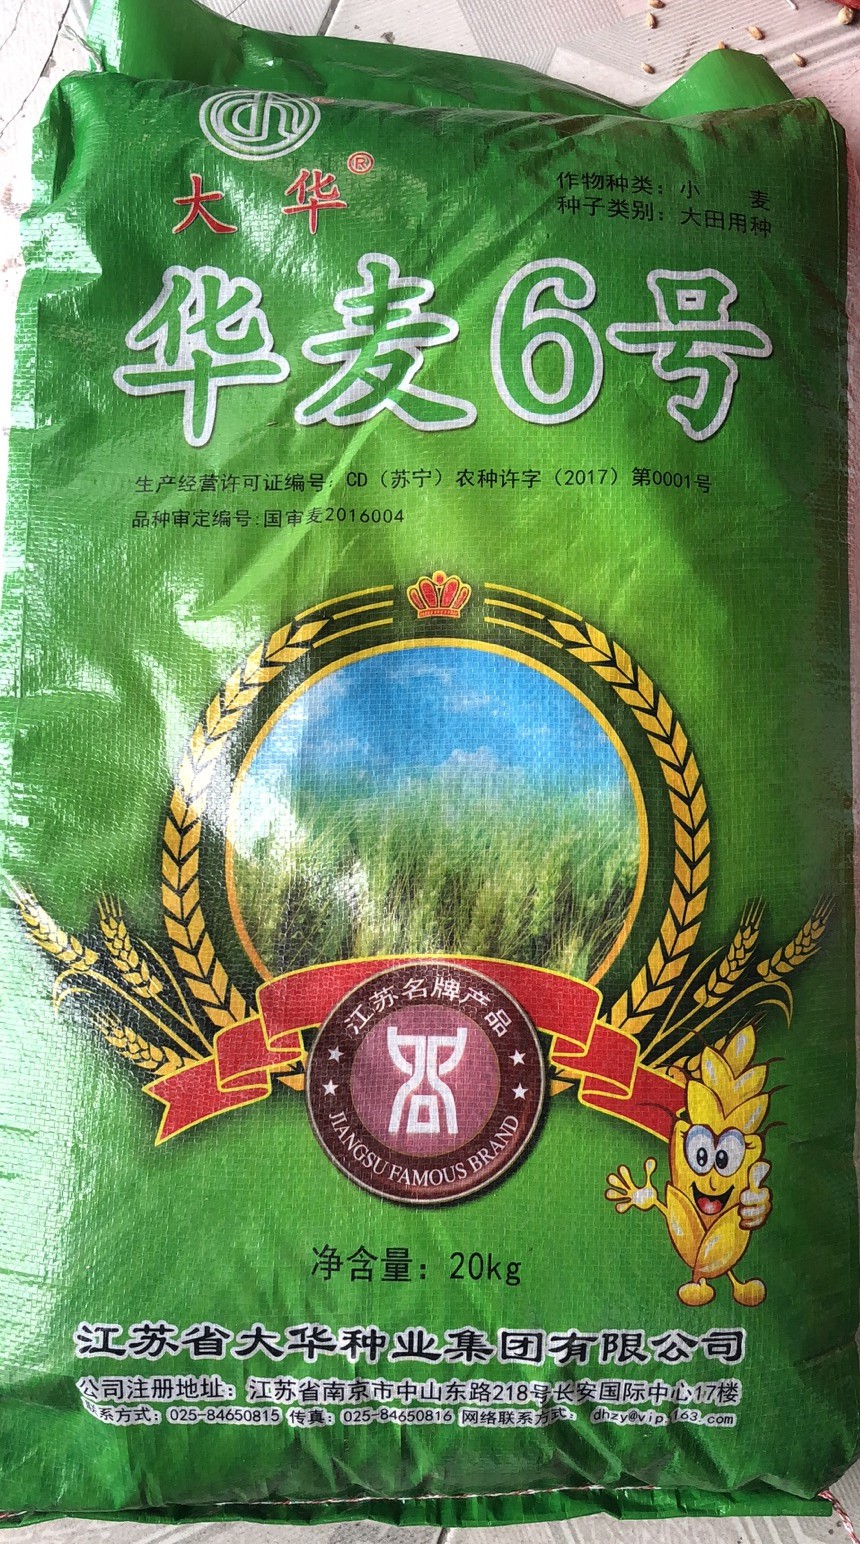 大华®
作物种类：小 麦
种子类别：大田用种
华麦6号
生产经营许可证编号：CD（苏宁）农种许字（2017）第0001号
品种审定编号:国审麦2016004
江苏名牌产品
JIANGSU FAMOUS BRAND
净含量：20kg
江苏省大华种业集团有限公司
公司注册地址：江苏省南京市中山东路218号长安国际中心17楼
联系方式：025-84650815 传真：025-84650816 网络联系方式：dhzy@vip.163.com